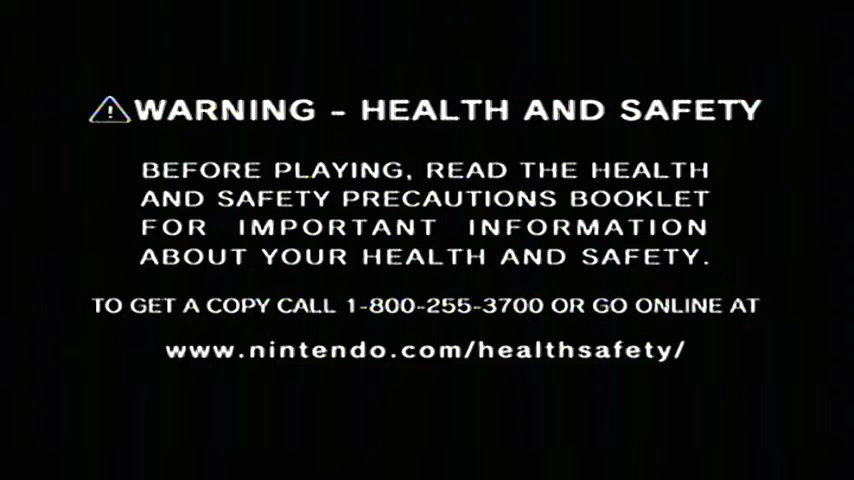 ⚠WARNING - HEALTH AND SAFETY
BEFORE PLAYING, READ THE HEALTH
AND SAFETY PRECAUTIONS BOOKLET
FOR IMPORTANT INFORMATION
ABOUT YOUR HEALTH AND SAFETY.
TO GET A COPY CALL 1-800-255-3700 OR GO ONLINE AT
www.nintendo.com/healthsafety/